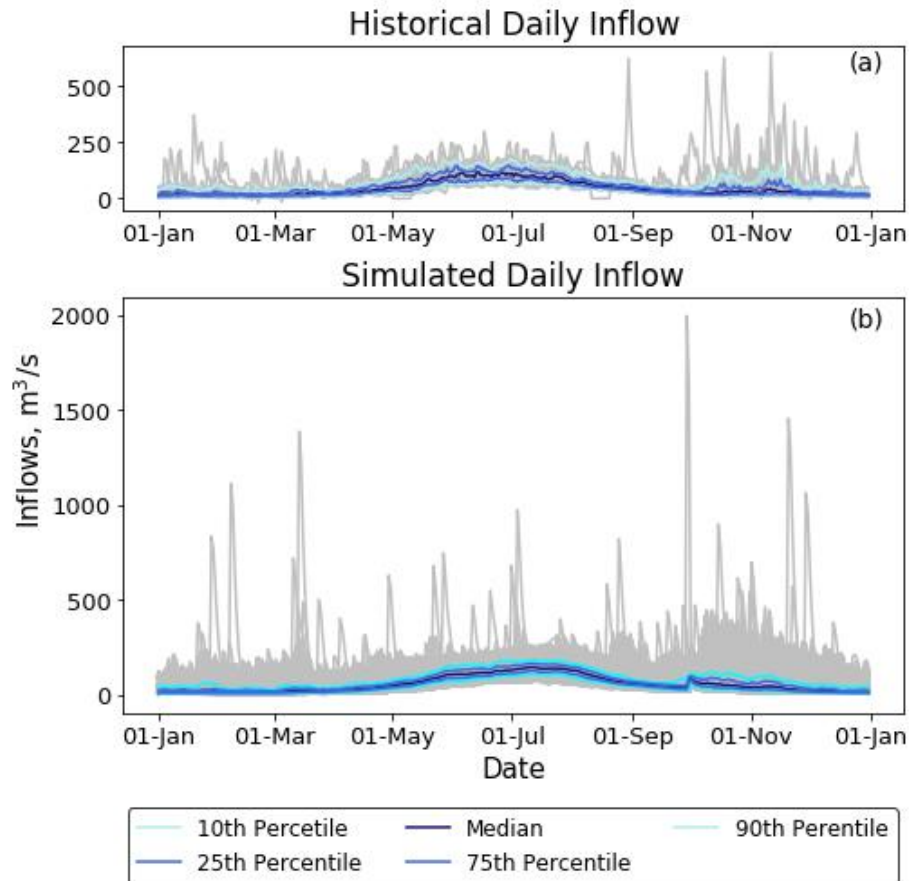 Historical Daily Inflow
(a)
500
250
0
01-Jan 01-Mar 01-May 01-Jul 01-Sep 01-Nov 01-Jan
Simulated Daily Inflow
(b)
2000
1500
1000
500
0
Inflows, m³/s
01-Jan 01-Mar 01-May 01-Jul 01-Sep 01-Nov 01-Jan
Date
10th Percetile Median 90th Perentile
25th Percentile 75th Percentile